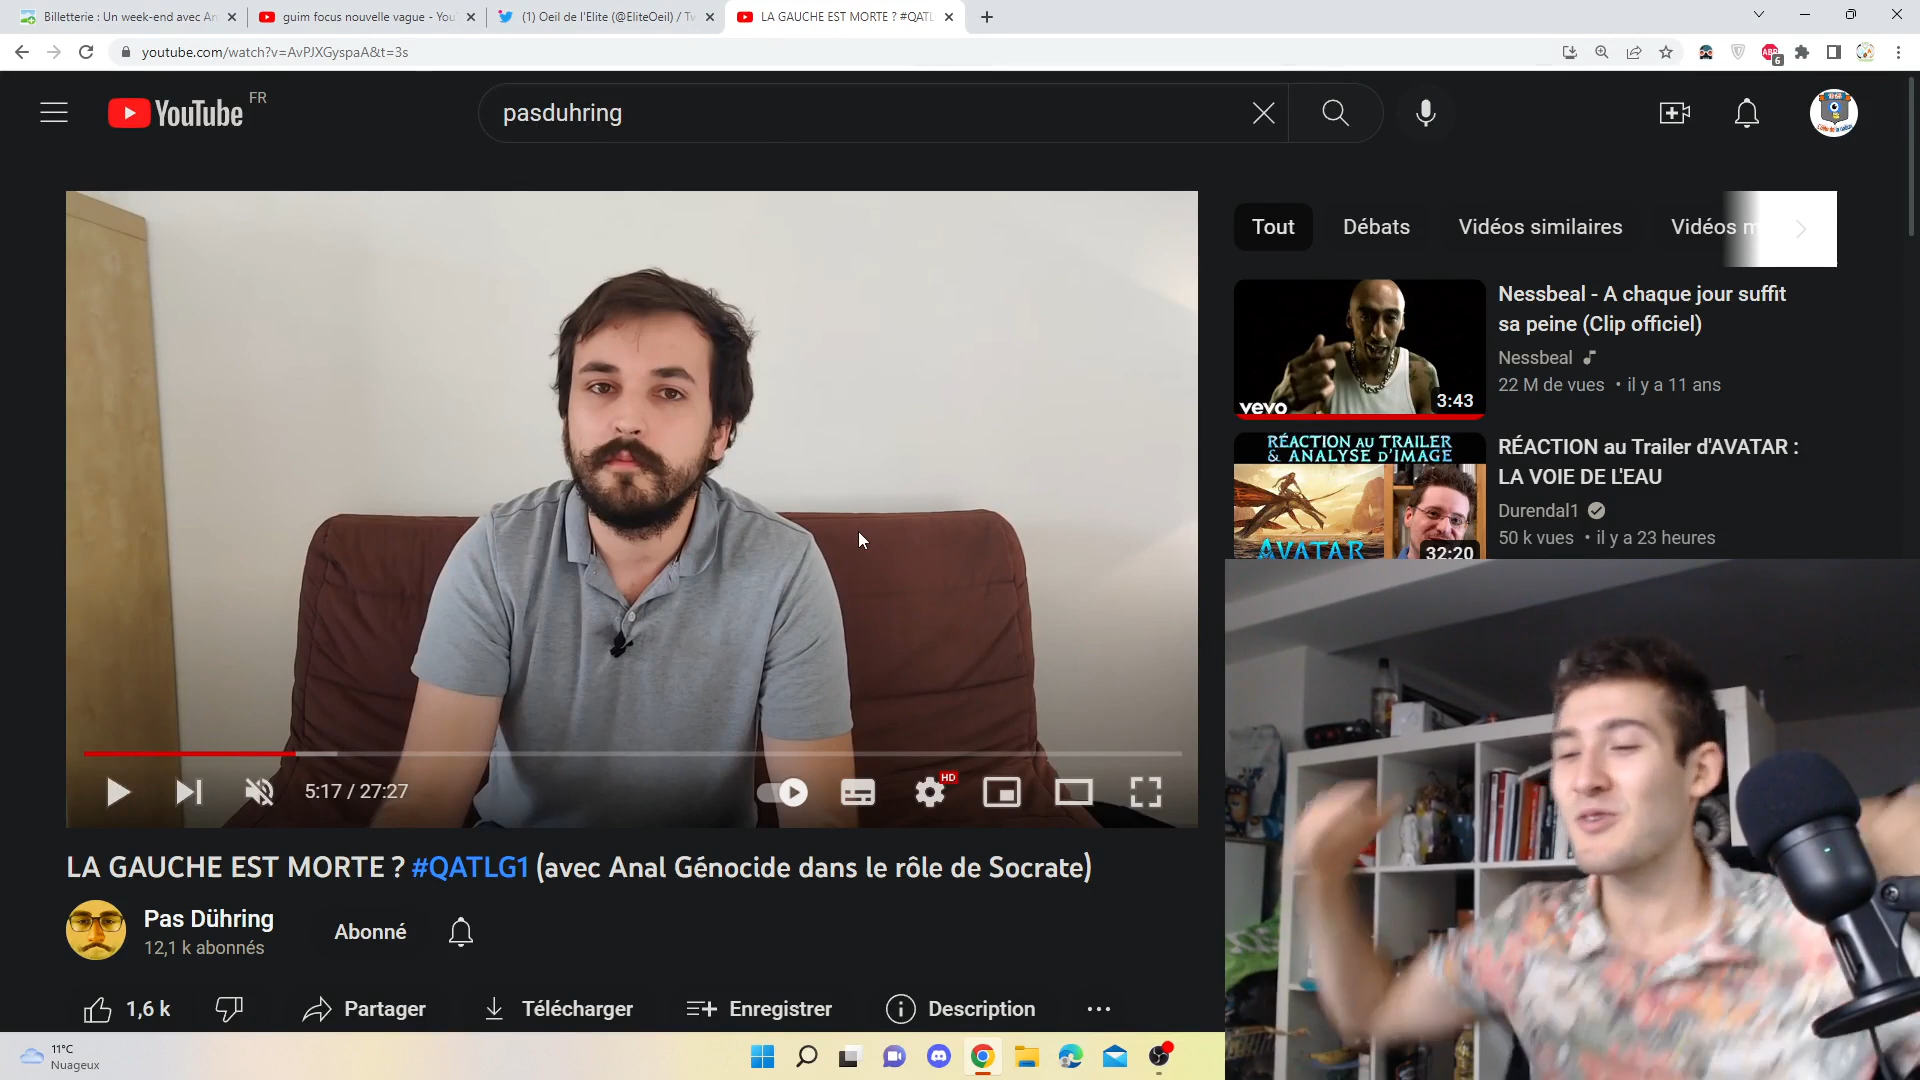 Billetterie : Un week-end avec An
guim focus nouvelle vague - You
(1) Oeil de l'Elite (@EliteOeil) / Tw
LA GAUCHE EST MORTE ? #QATL
youtube.com/watch?v=AvPJXGyspaA&t=3s
ABP
6
YouTube FR
pasduhring
Tout
Débats
Vidéos similaires
Vidéos m
vevo
3:43
Nessbeal - A chaque jour suffit
sa peine (Clip officiel)
Nessbeal
22 M de vues • il y a 11 ans
RÉACTION AU TRAILER
& ANALYSE D'IMAGE
AVATAR
32:20
RÉACTION au Trailer d'AVATAR :
LA VOIE DE L'EAU
Durendal1
50 k vues • il y a 23 heures
5:17 / 27:27
HD
LA GAUCHE EST MORTE ? #QATLG1 (avec Anal Génocide dans le rôle de Socrate)
Pas Dühring
12,1 k abonnés
Abonné
1,6 k
Partager
Télécharger
Enregistrer
Description
11°C
Nuageux